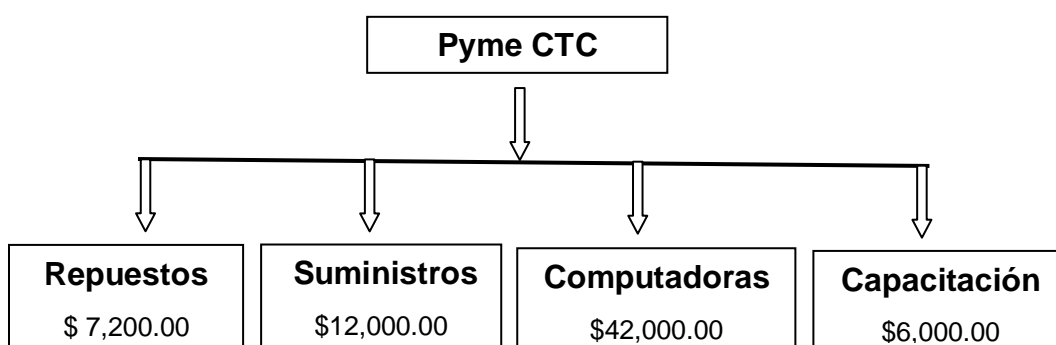 Pyme CTC
Repuestos
$ 7,200.00
Suministros
$12,000.00
Computadoras
$42,000.00
Capacitación
$6,000.00